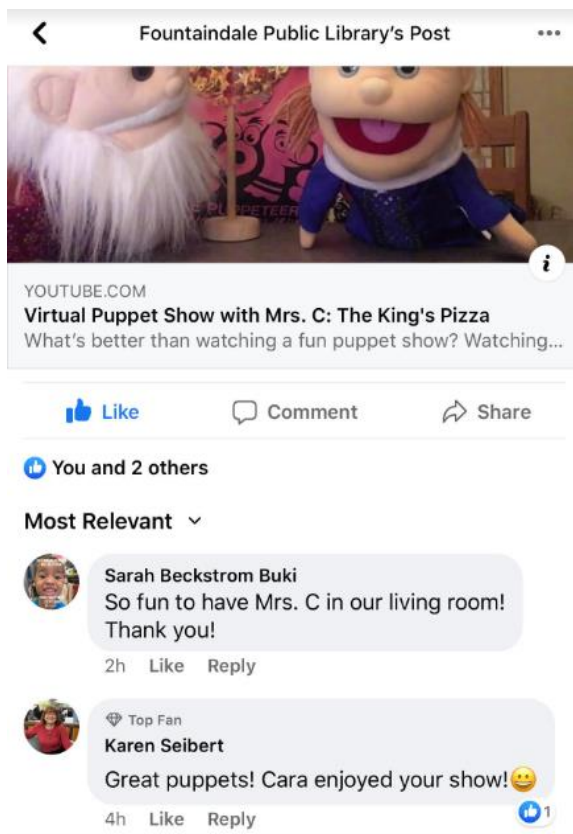 Fountaindale Public Library's Post
PUPPETEER
YOUTUBE.COM
Virtual Puppet Show with Mrs. C: The King's Pizza
What's better than watching a fun puppet show? Watching...
Like Comment Share
You and 2 others
Most Relevant
Sarah Beckstrom Buki
So fun to have Mrs. C in our living room!
Thank you!
2h Like Reply
Top Fan
Karen Seibert
Great puppets! Cara enjoyed your show!😀
1
4h Like Reply